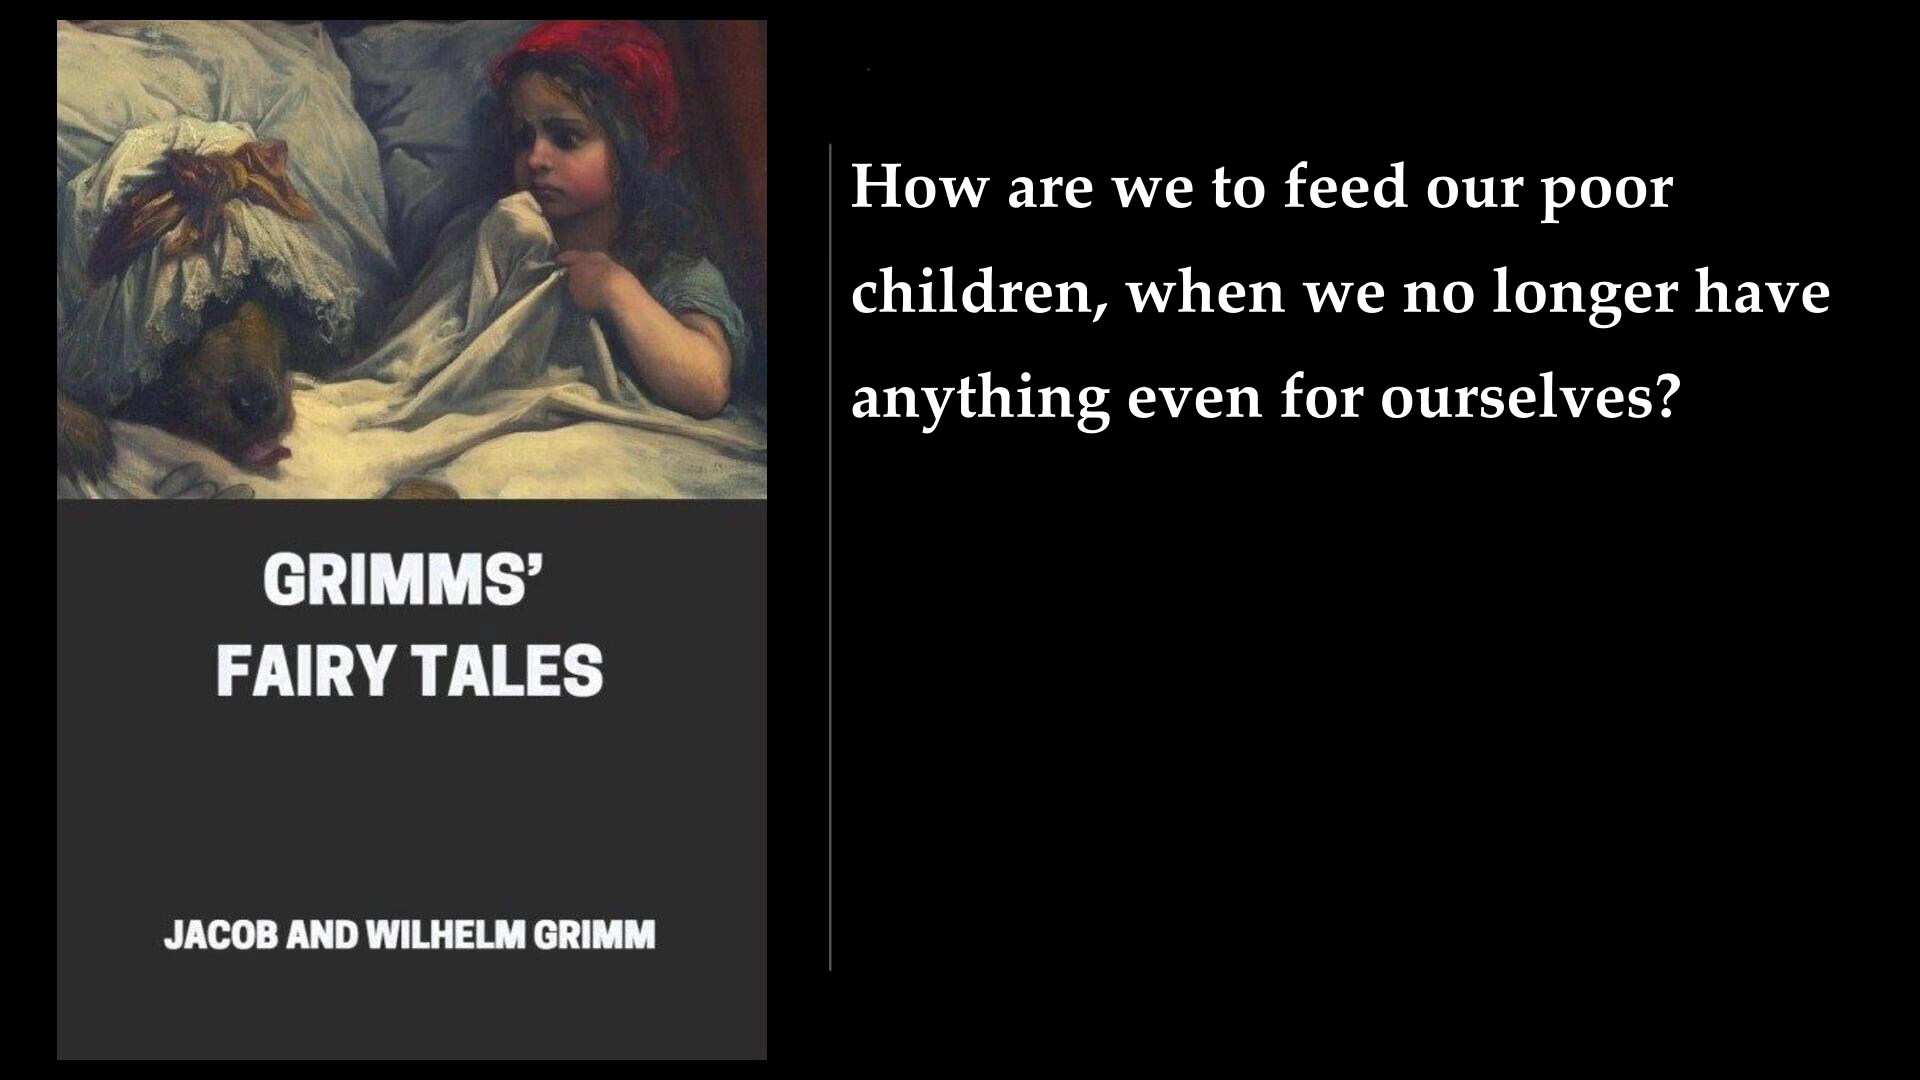 GRIMMS’
FAIRY TALES
JACOB AND WILHELM GRIMM
How are we to feed our poor
children, when we no longer have
anything even for ourselves?